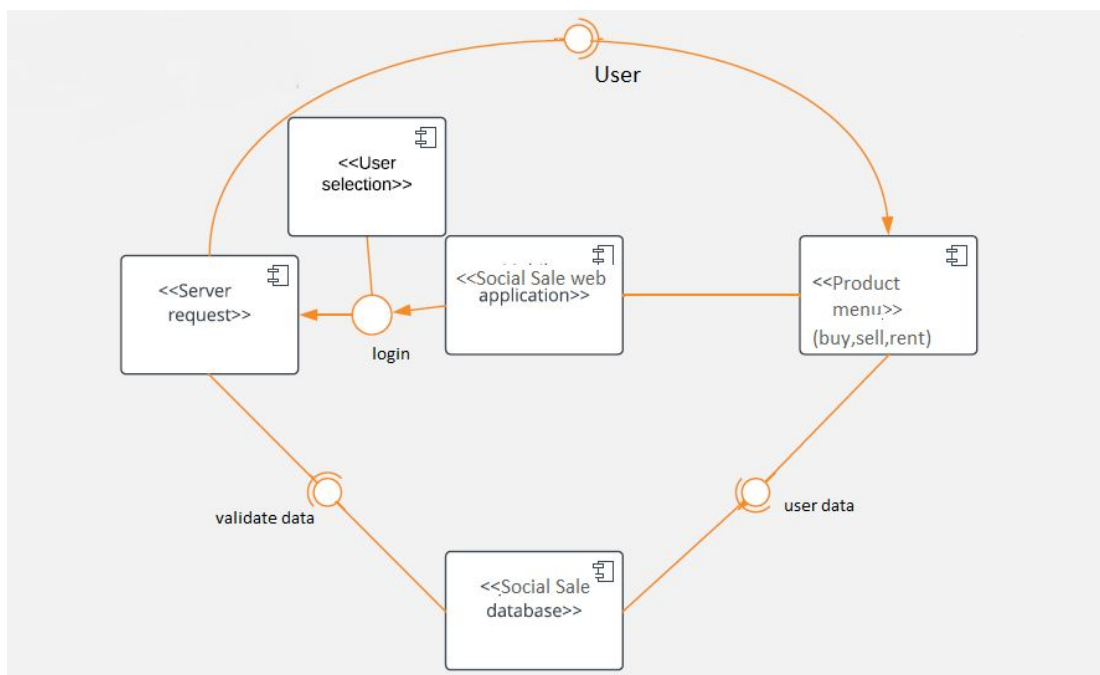 User
<<User
selection>>
<<Server
request>>
<<Social Sale web
application>>
<<Product
menu>>
(buy,sell,rent)
login
validate data
user data
<<Social Sale
database>>